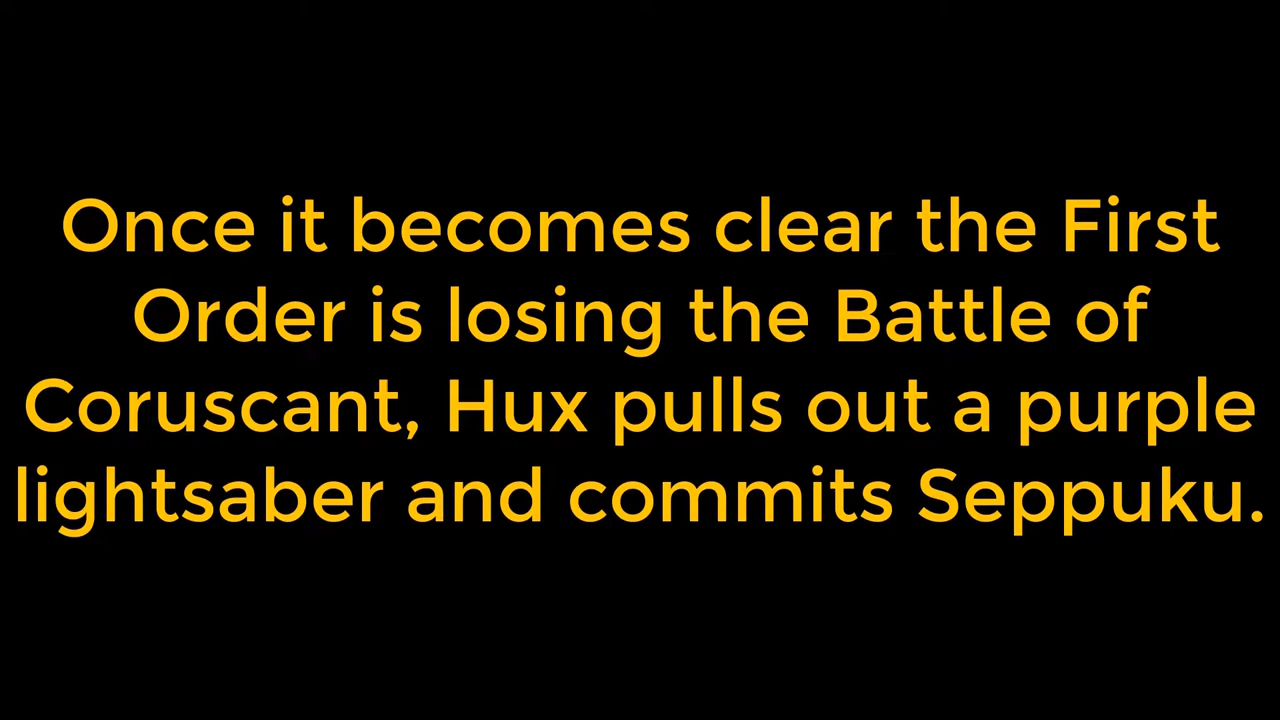 Once it becomes clear the First
Order is losing the Battle of
Coruscant, Hux pulls out a purple
lightsaber and commits Seppuku.